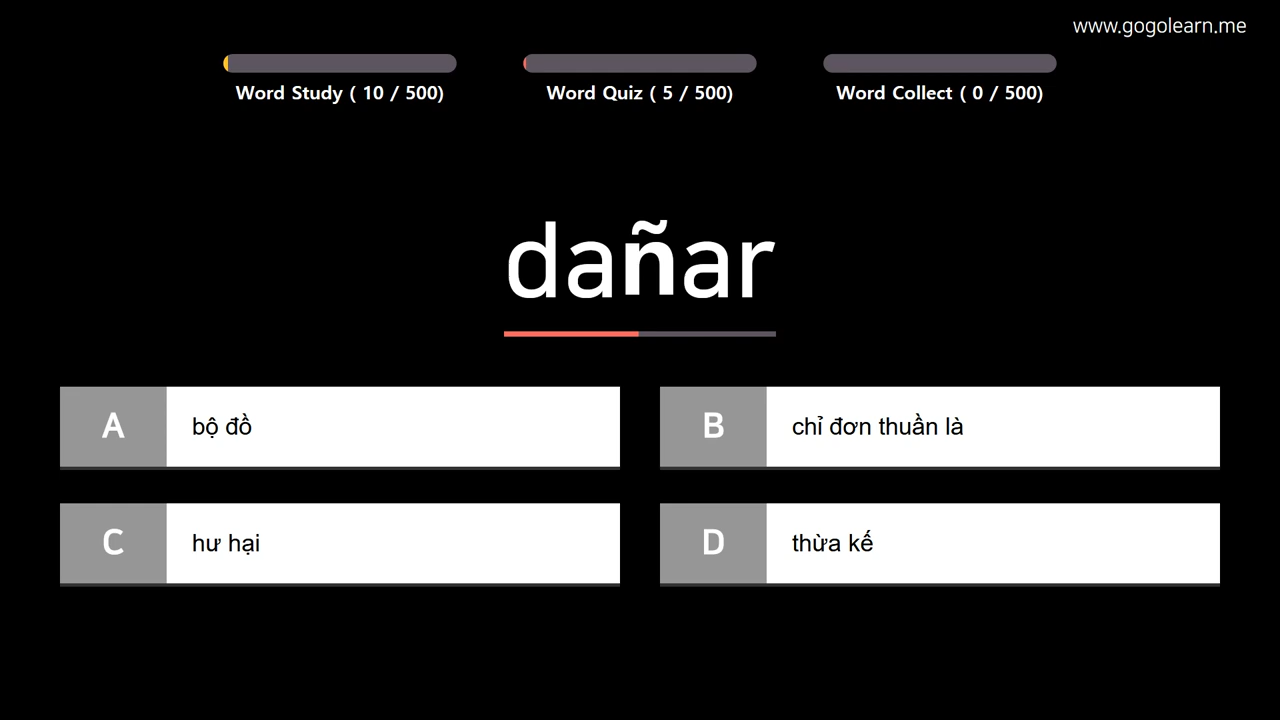 www.gogolearn.me
Word Study ( 10 / 500)
Word Quiz ( 5 / 500)
Word Collect ( 0 / 500)
dañar
A
bộ đồ
B
chỉ đơn thuần là
C
hư hại
D
thừa kế